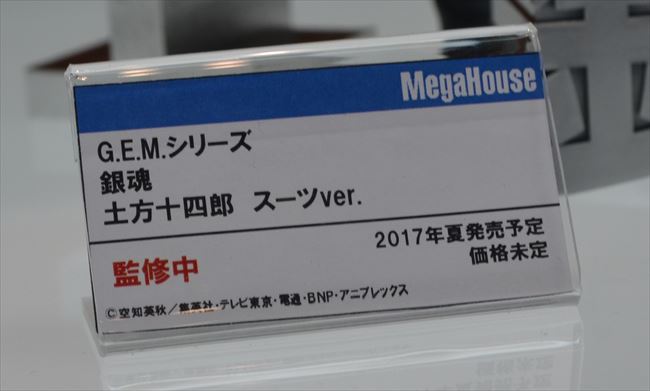 MegaHouse
G.E.M.シリーズ
銀魂
土方十四郎 スーツver.
2017年夏発売予定
監修中
価格未定
©空知英秋／集英社・テレビ東京・電通・BNP・アニプレックス